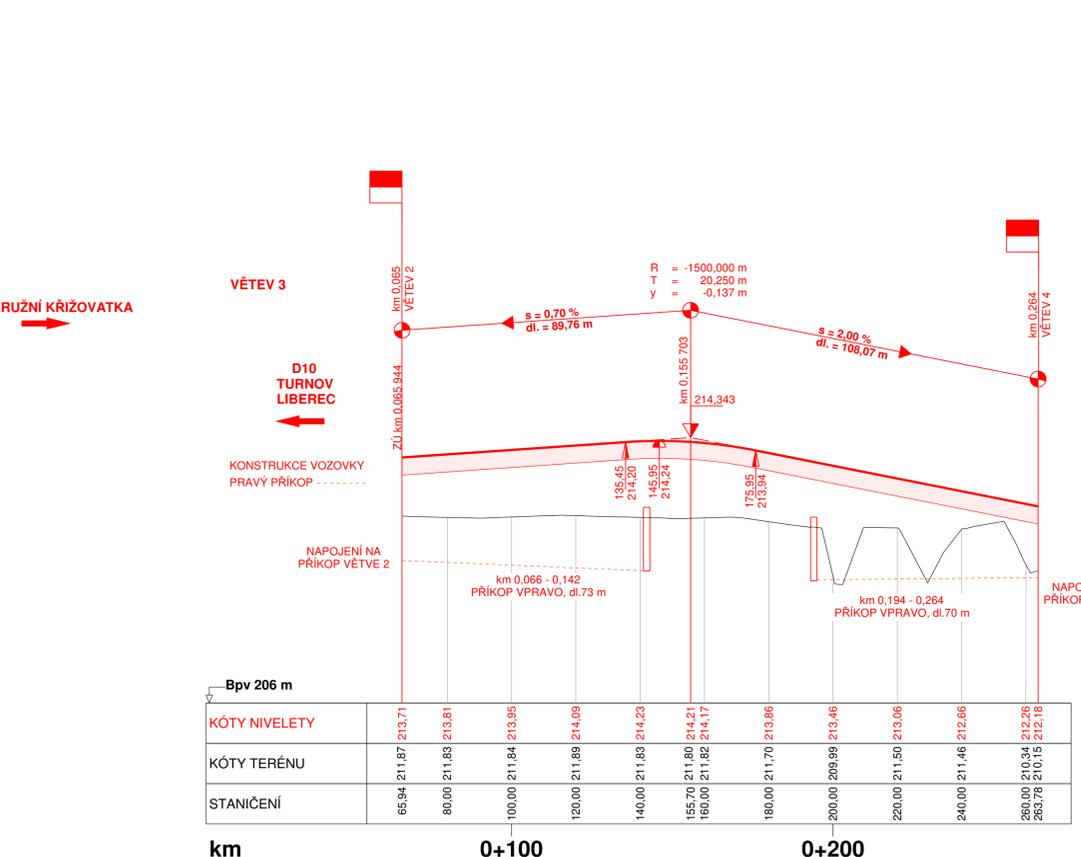 km 0,065
VĚTEV 2
VĚTEV 3
RUŽNÍ KŘIŽOVATKA
R = -1500,000 m
T = 20,250 m
y = -0,137 m
km 0,264
VĚTEV 4
s = 0,70 %
dl. = 89,76 m
s = 2,00 %
dl. = 108,07 m
D10
TURNOV
LIBEREC
ZÚ km 0,065 944
km 0,155 703
214,343
KONSTRUKCE VOZOVKY
PRAVÝ PŘÍKOP
135,45
214,20
145,95
214,24
175,95
213,94
NAPOJENÍ NA
PŘÍKOP VĚTVE 2
km 0,066 - 0,142
PŘÍKOP VPRAVO, dl.73 m
km 0,194 - 0,264
PŘÍKOP VPRAVO, dl.70 m
NAPO
PŘÍKOP
Bpv 206 m
KÓTY NIVELETY 213,71 213,81 213,95 214,09 214,23 214,21 214,17 213,86 213,46 213,06 212,66 212,26 212,18
KÓTY TERÉNU 211,87 211,83 211,84 211,89 211,83 211,80 211,82 211,70 209,99 211,50 211,46 210,34 210,15
STANIČENÍ 65,94 80,00 100,00 120,00 140,00 155,70 160,00 180,00 200,00 220,00 240,00 260,00 263,78
km 0+100 0+200